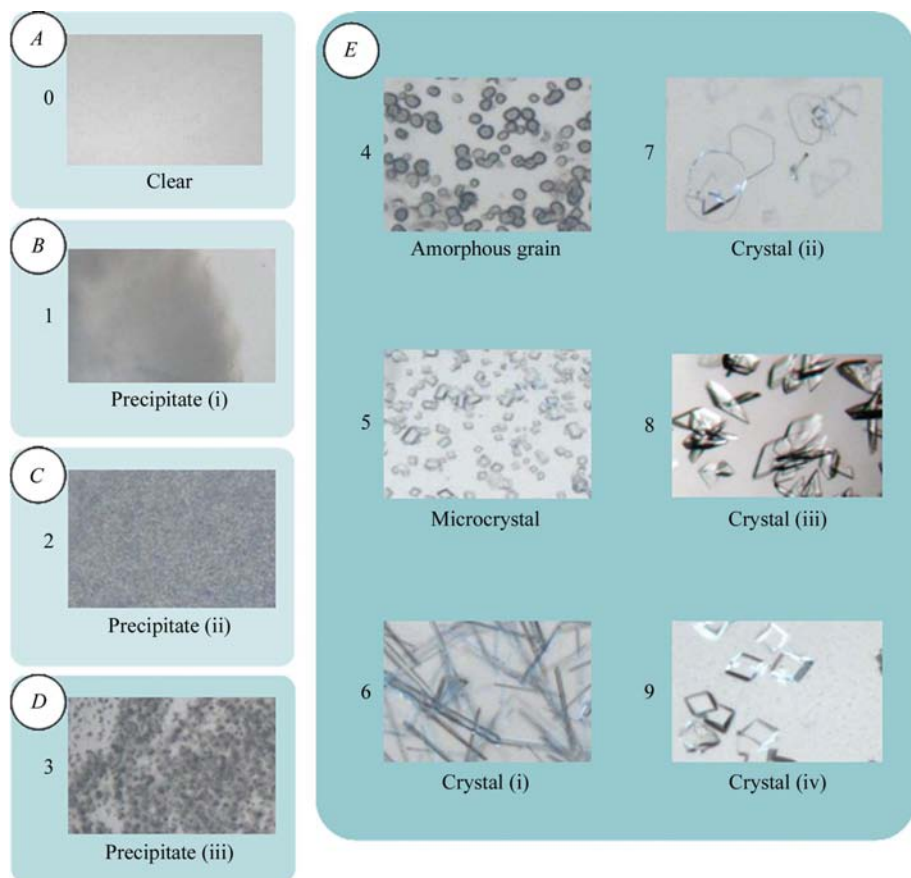 A
0
Clear
B
1
Precipitate (i)
C
2
Precipitate (ii)
D
3
Precipitate (iii)
E
4
Amorphous grain
7
Crystal (ii)
5
Microcrystal
8
Crystal (iii)
6
Crystal (i)
9
Crystal (iv)